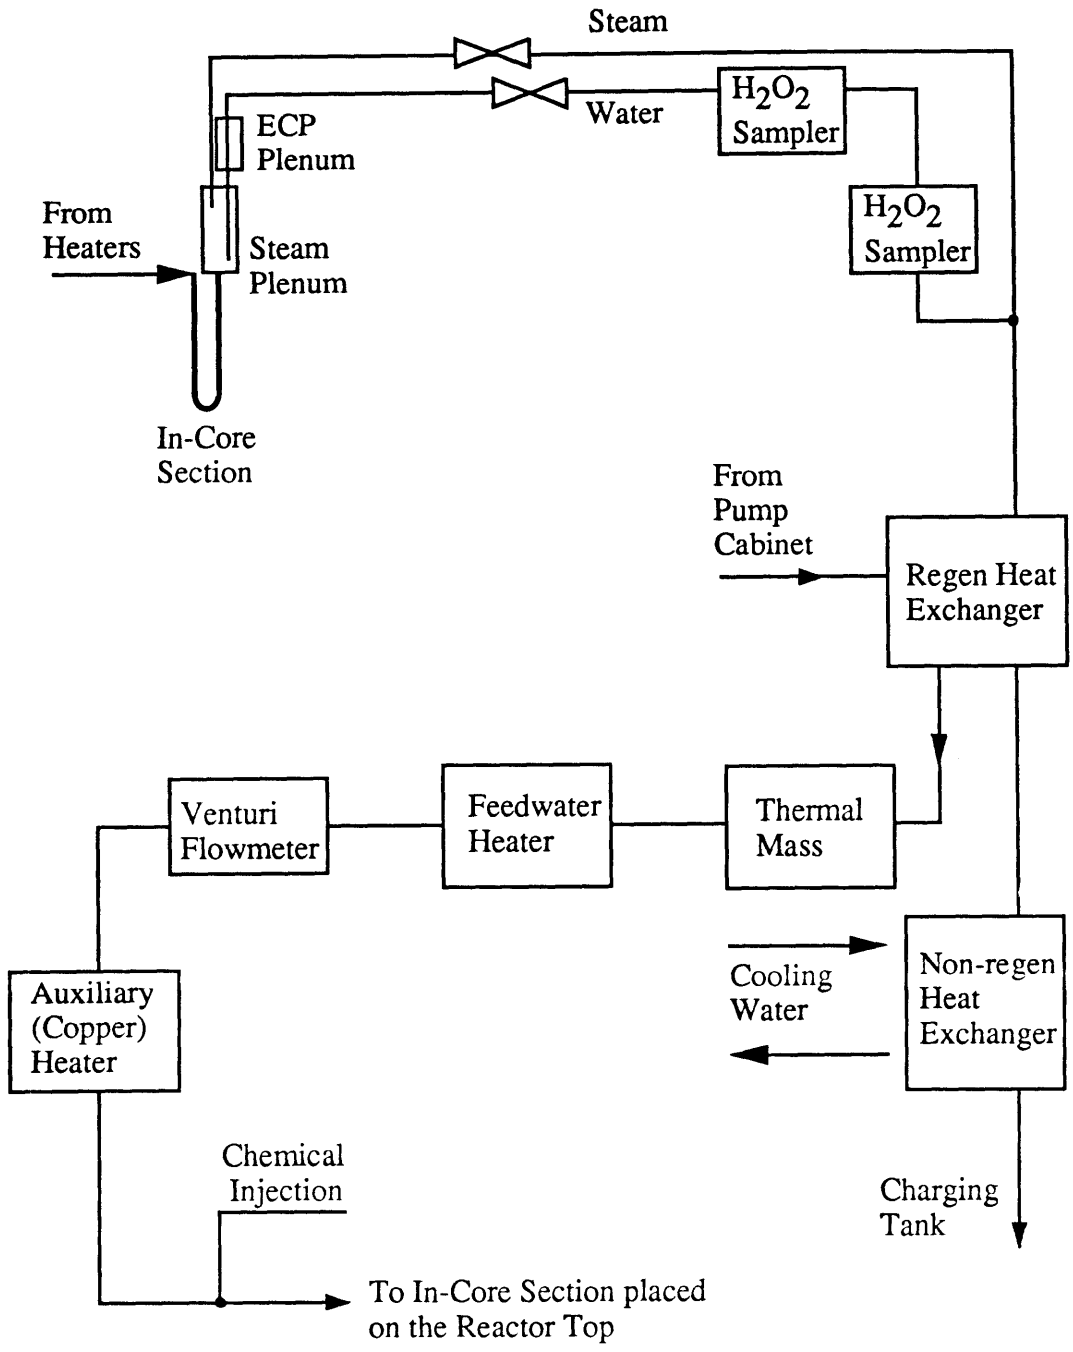 Steam
H2O2
Sampler
Water
ECP
Plenum
H2O2
Sampler
From
Heaters
Steam
Plenum
In-Core
Section
From
Pump
Cabinet
Regen Heat
Exchanger
Venturi
Flowmeter
Feedwater
Heater
Thermal
Mass
Cooling
Water
Non-regen
Heat
Exchanger
Auxiliary
(Copper)
Heater
Chemical
Injection
Charging
Tank
To In-Core Section placed
on the Reactor Top